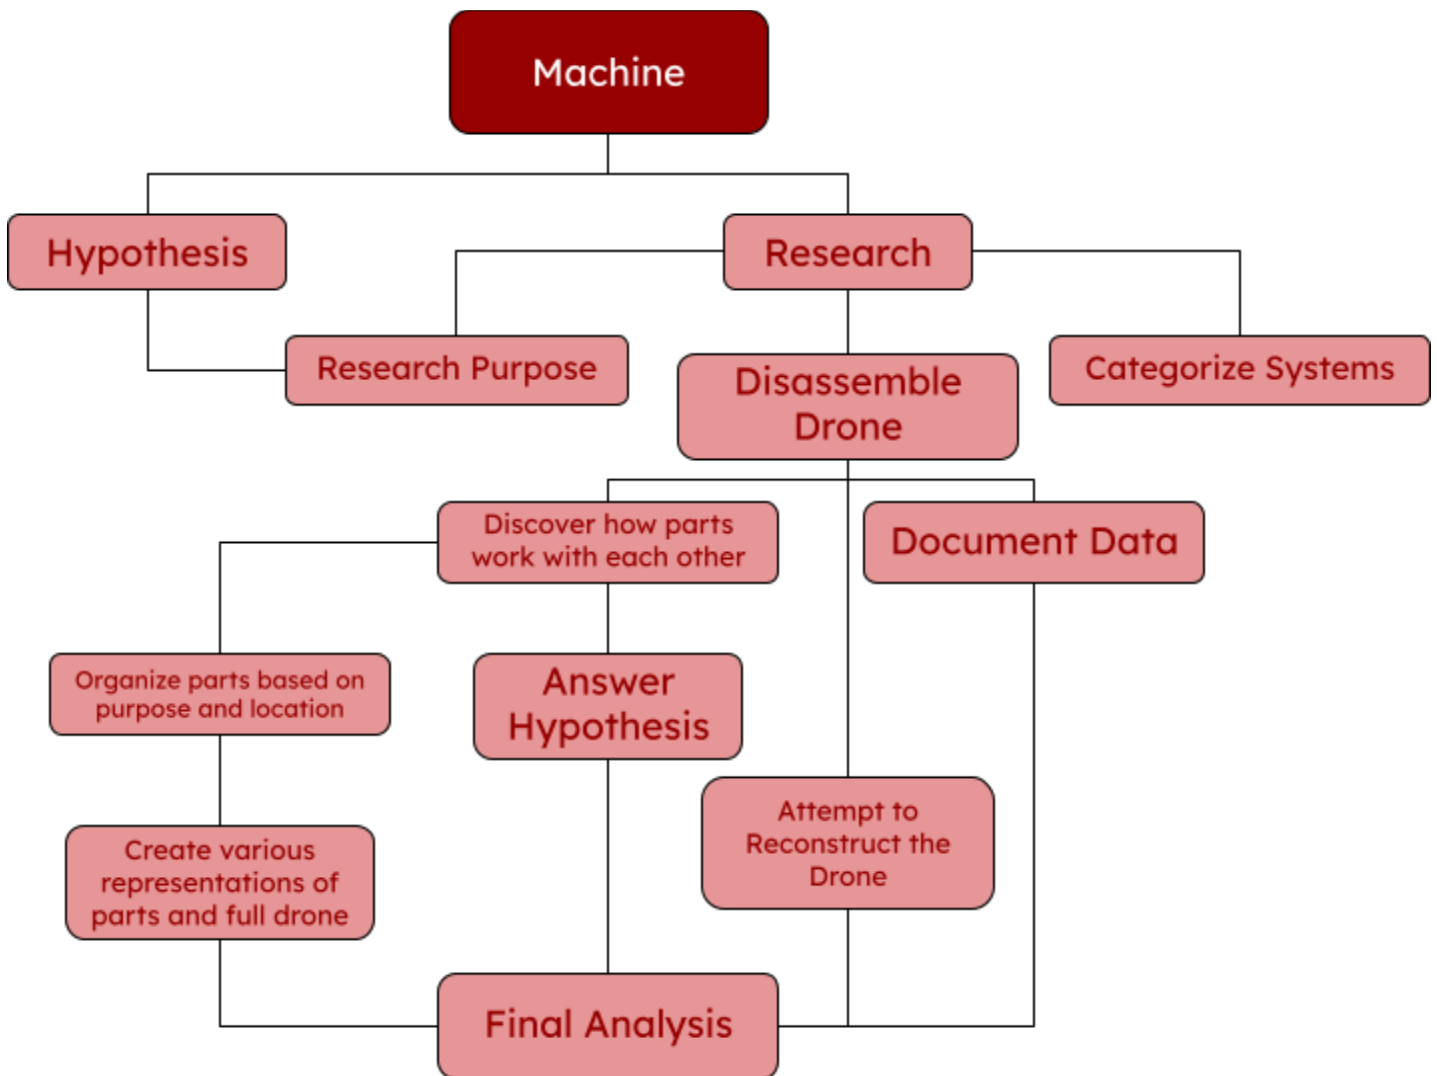 Machine
Hypothesis
Research
Research Purpose
Disassemble
Drone
Categorize Systems
Discover how parts
work with each other
Document Data
Organize parts based on
purpose and location
Answer
Hypothesis
Attempt to
Reconstruct the
Drone
Create various
representations of
parts and full drone
Final Analysis